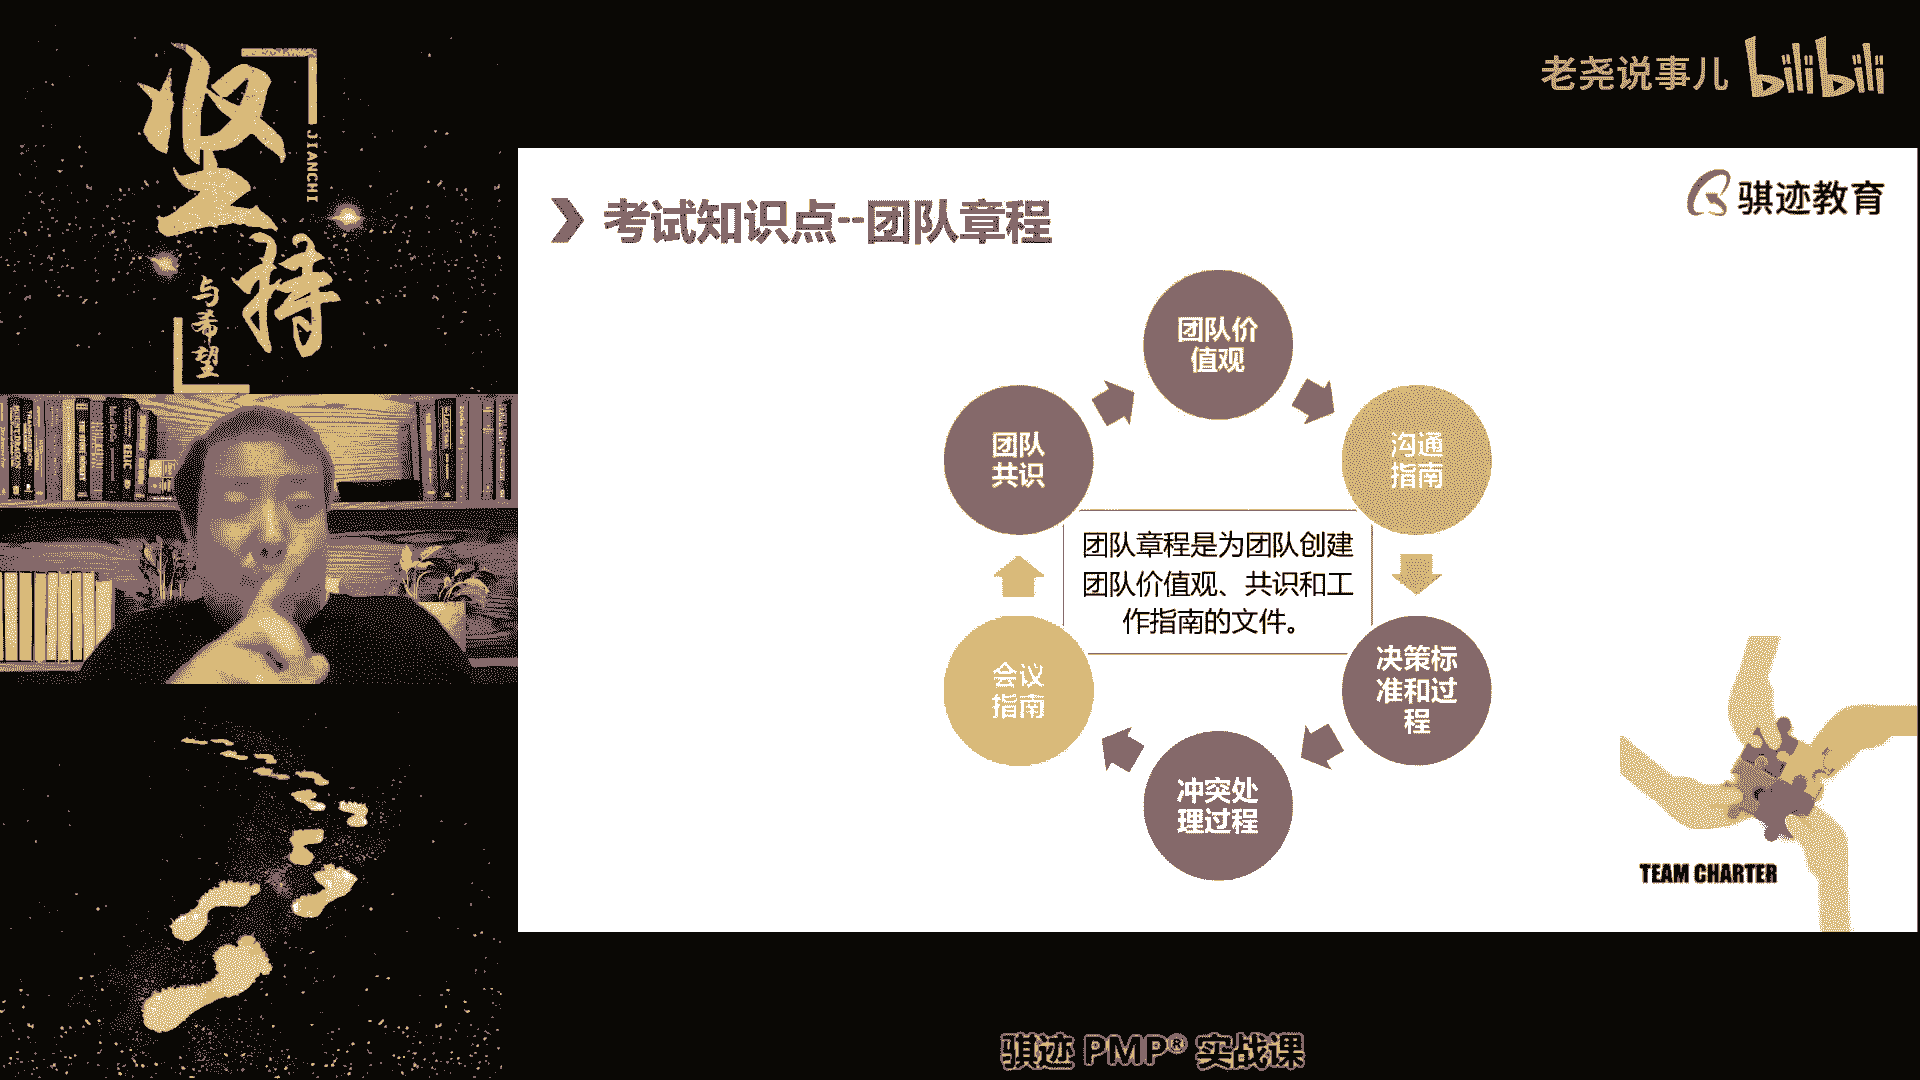 坚持
JIANCHI
与希望
老尧说事儿 bilibili
骐迹教育
考试知识点--团队章程
团队价
值观
沟通
指南
决策标
准和过
程
冲突处
理过程
会议
指南
团队
共识
团队章程是为团队创建
团队价值观、共识和工
作指南的文件。
TEAM CHARTER
骐迹 PMP® 实战课